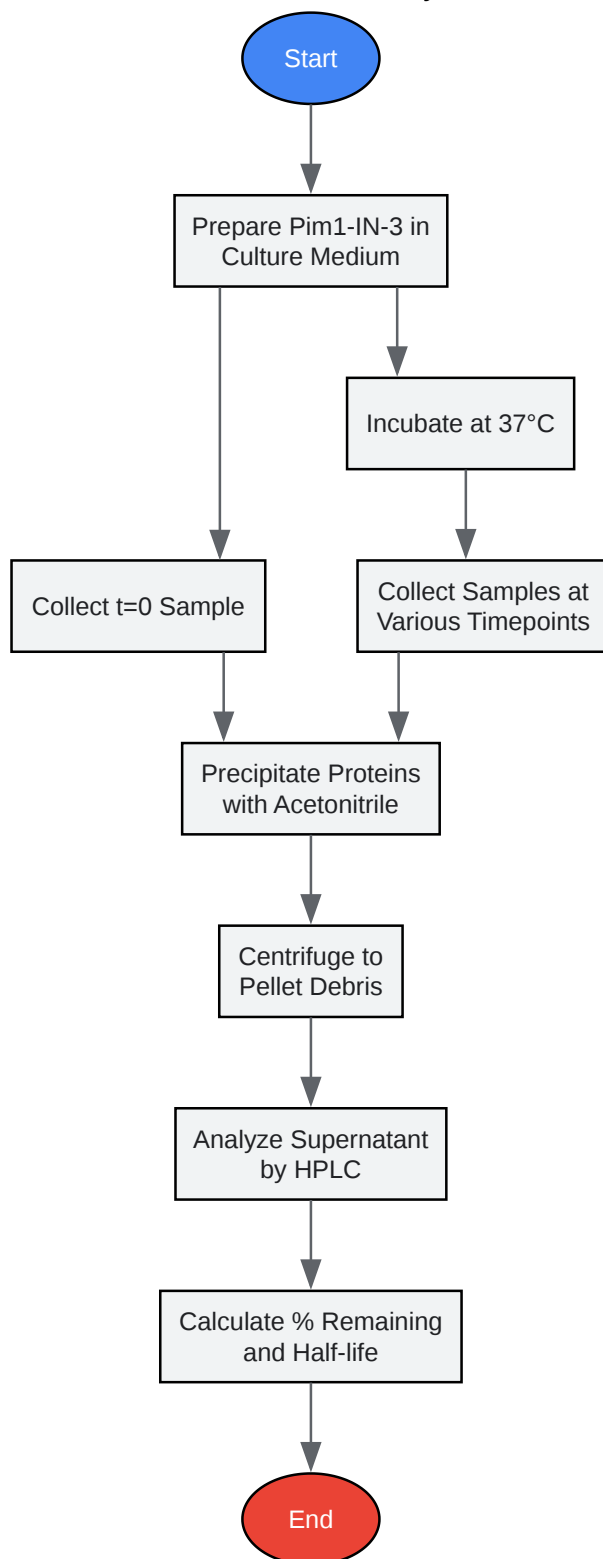 Start
Prepare Pim1-IN-3 in
Culture Medium
Incubate at 37°C
Collect t=0 Sample
Collect Samples at
Various Timepoints
Precipitate Proteins
with Acetonitrile
Centrifuge to
Pellet Debris
Analyze Supernatant
by HPLC
Calculate % Remaining
and Half-life
End